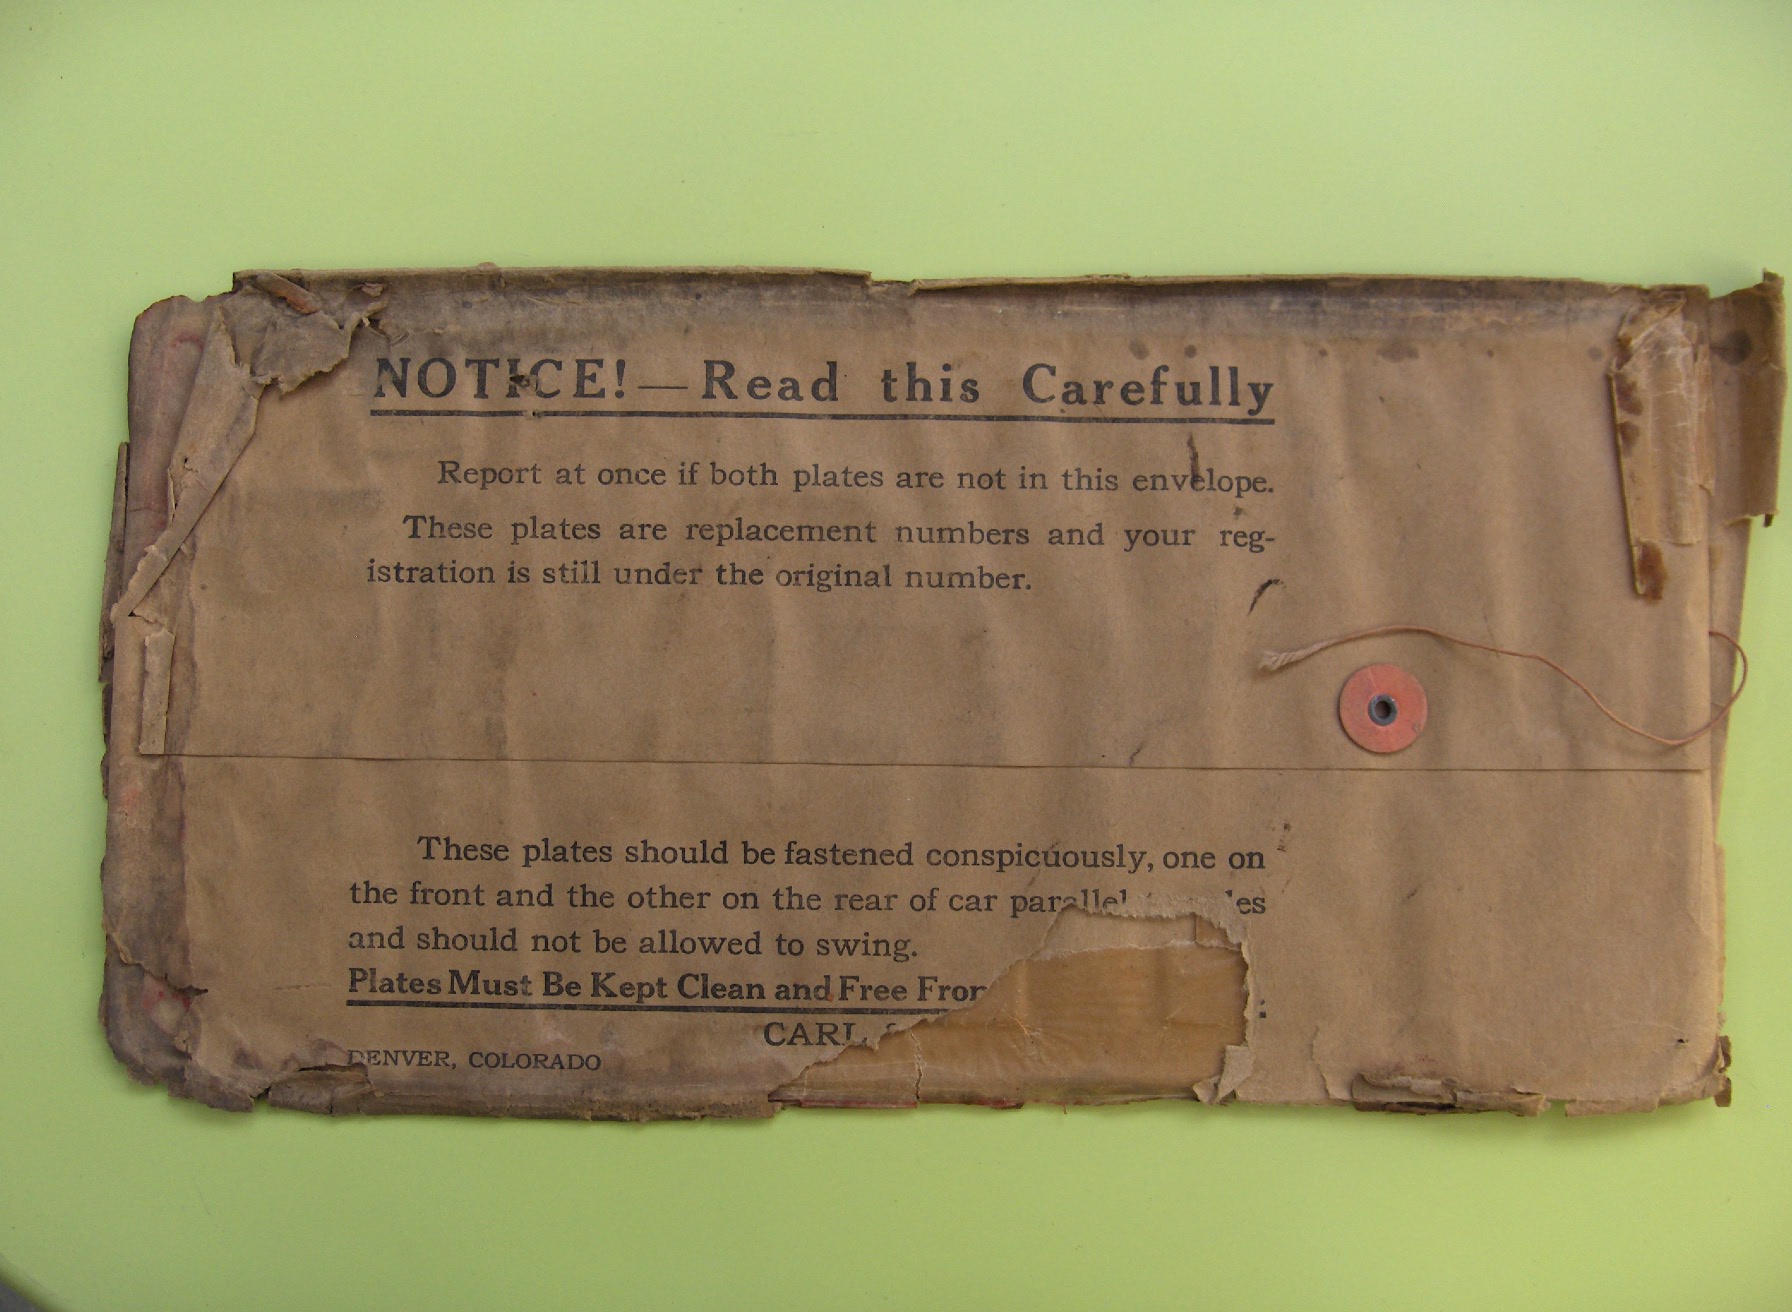 NOTICE!—Read this Carefully
Report at once if both plates are not in this envelope.
These plates are replacement numbers and your reg-
istration is still under the original number.
These plates should be fastened conspicuously, one on
the front and the other on the rear of car parallel
and should not be allowed to swing.
Plates Must Be Kept Clean and Free
CARL
DENVER, COLORADO